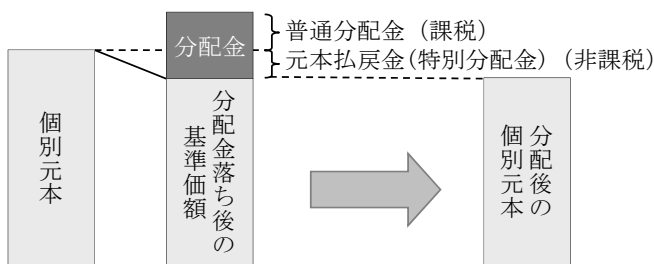 分配金
普通分配金（課税）
元本払戻金(特別分配金)（非課税）
個別元本
分配金落ち後の
基準価額
分配後の
個別元本